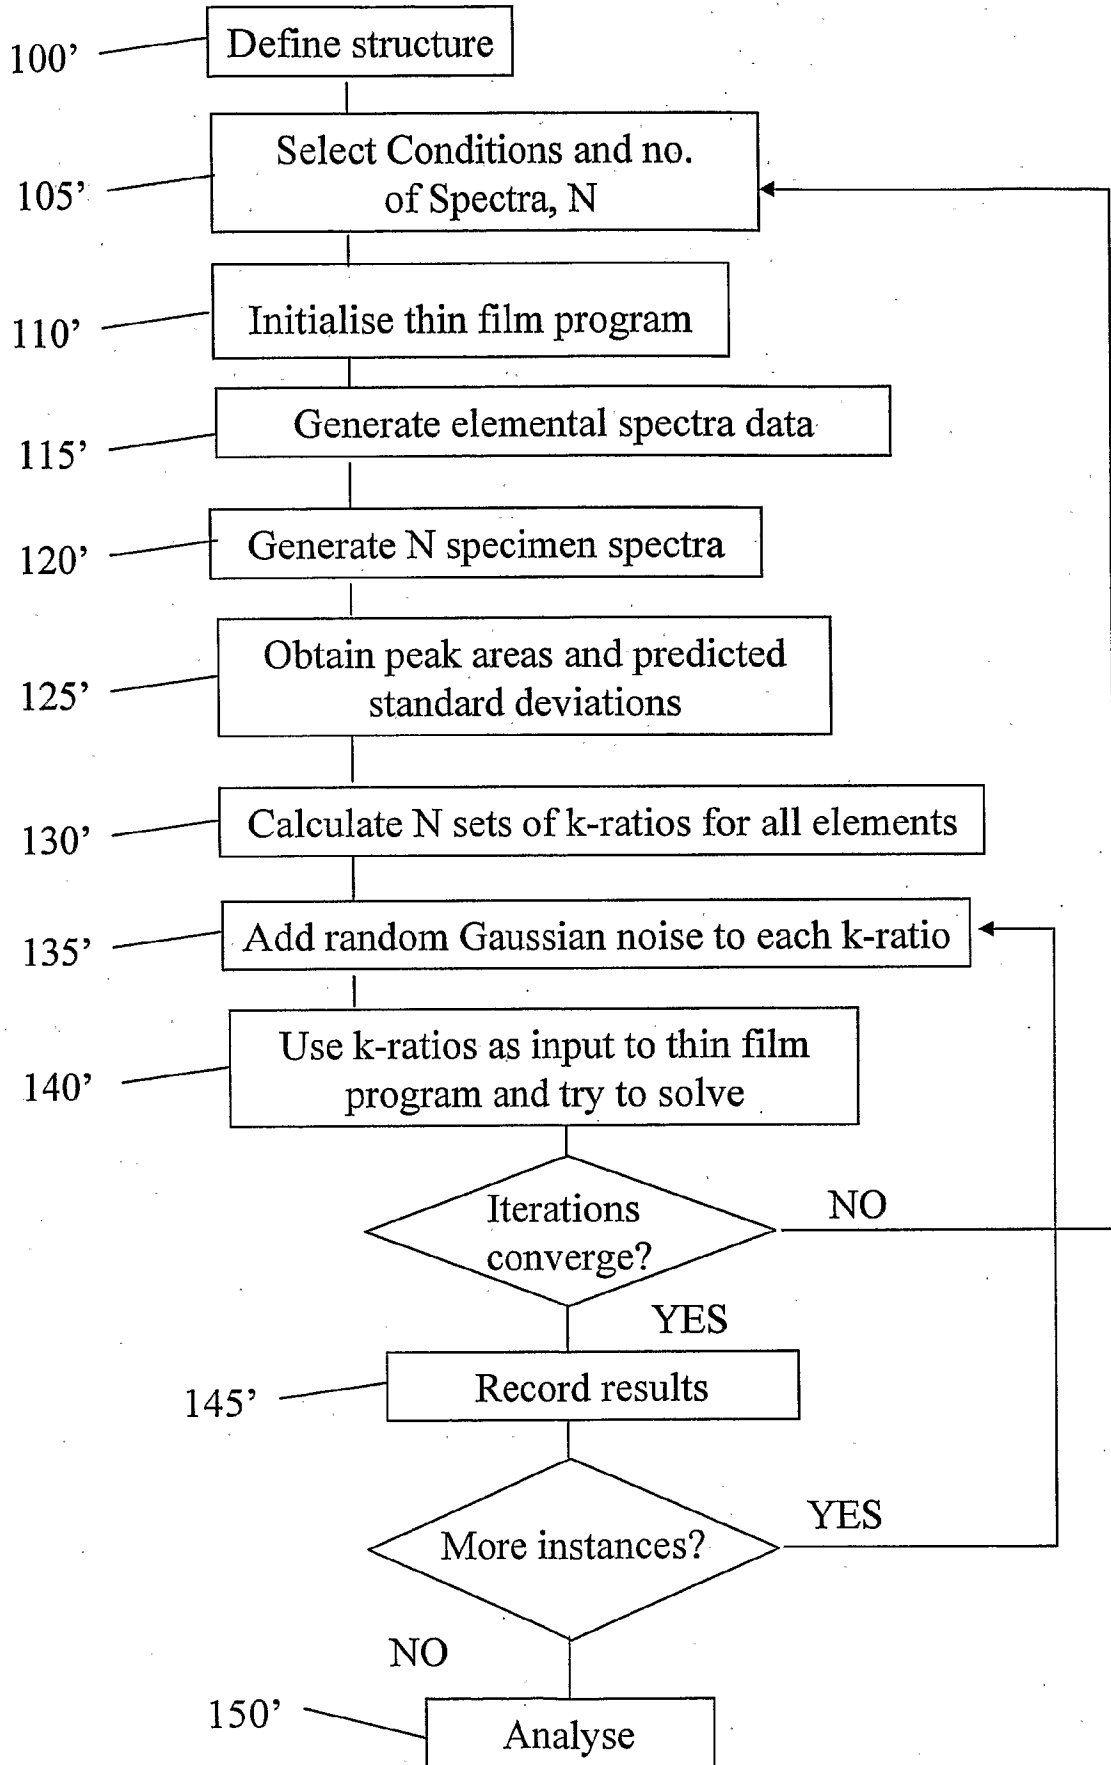 100’
Define structure
105’
Select Conditions and no.
of Spectra, N
110’
Initialise thin film program
115’
Generate elemental spectra data
120’
Generate N specimen spectra
125’
Obtain peak areas and predicted
standard deviations
130’
Calculate N sets of k-ratios for all elements
135’
Add random Gaussian noise to each k-ratio
140’
Use k-ratios as input to thin film
program and try to solve
Iterations
converge?
NO
YES
145’
Record results
More instances?
YES
NO
150’
Analyse